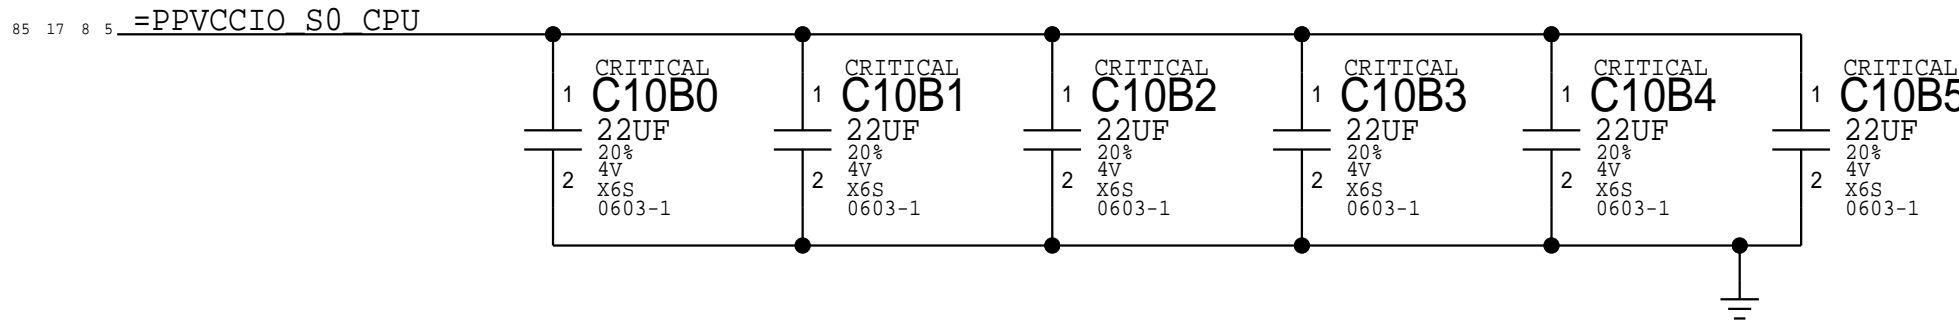 85 17 8 5 =PPVCCIO_S0_CPU
CRITICAL CRITICAL CRITICAL CRITICAL CRITICAL CRITICAL
1 C10B0 1 C10B1 1 C10B2 1 C10B3 1 C10B4 1 C10B5
22UF 22UF 22UF 22UF 22UF 22UF
20% 20% 20% 20% 20% 20%
4V 4V 4V 4V 4V 4V
2 X6S 2 X6S 2 X6S 2 X6S 2 X6S 2 X6S
0603-1 0603-1 0603-1 0603-1 0603-1 0603-1